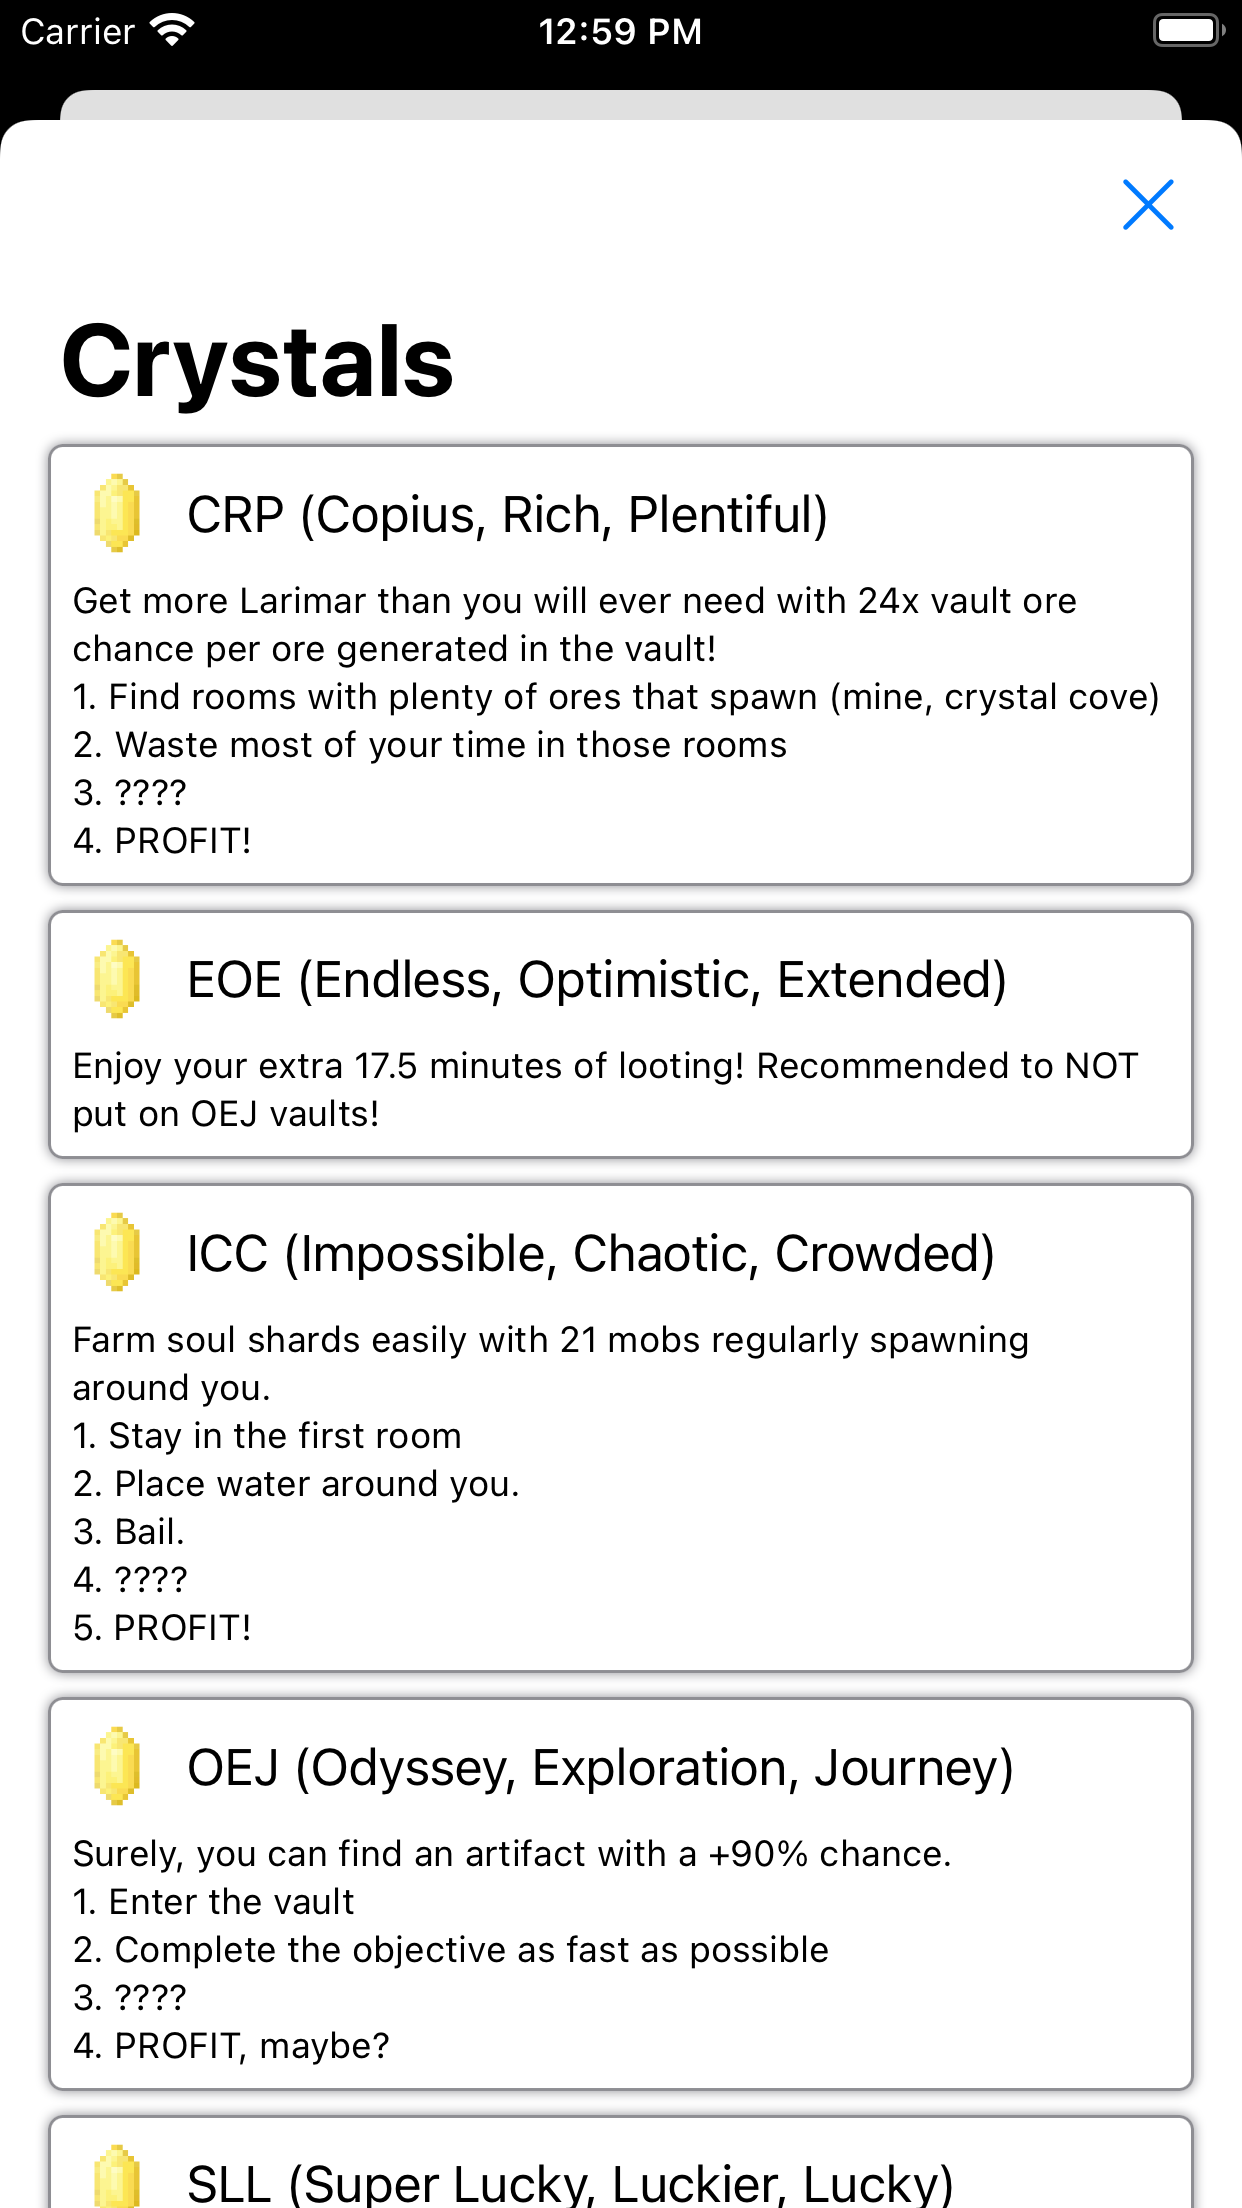 Carrier 12:59 PM
Crystals
CRP (Copius, Rich, Plentiful)
Get more Larimar than you will ever need with 24x vault ore
chance per ore generated in the vault!
1. Find rooms with plenty of ores that spawn (mine, crystal cove)
2. Waste most of your time in those rooms
3. ????
4. PROFIT!
EOE (Endless, Optimistic, Extended)
Enjoy your extra 17.5 minutes of looting! Recommended to NOT
put on OEJ vaults!
ICC (Impossible, Chaotic, Crowded)
Farm soul shards easily with 21 mobs regularly spawning
around you.
1. Stay in the first room
2. Place water around you.
3. Bail.
4. ????
5. PROFIT!
OEJ (Odyssey, Exploration, Journey)
Surely, you can find an artifact with a +90% chance.
1. Enter the vault
2. Complete the objective as fast as possible
3. ????
4. PROFIT, maybe?
SLL (Super Lucky, Luckier, Lucky)